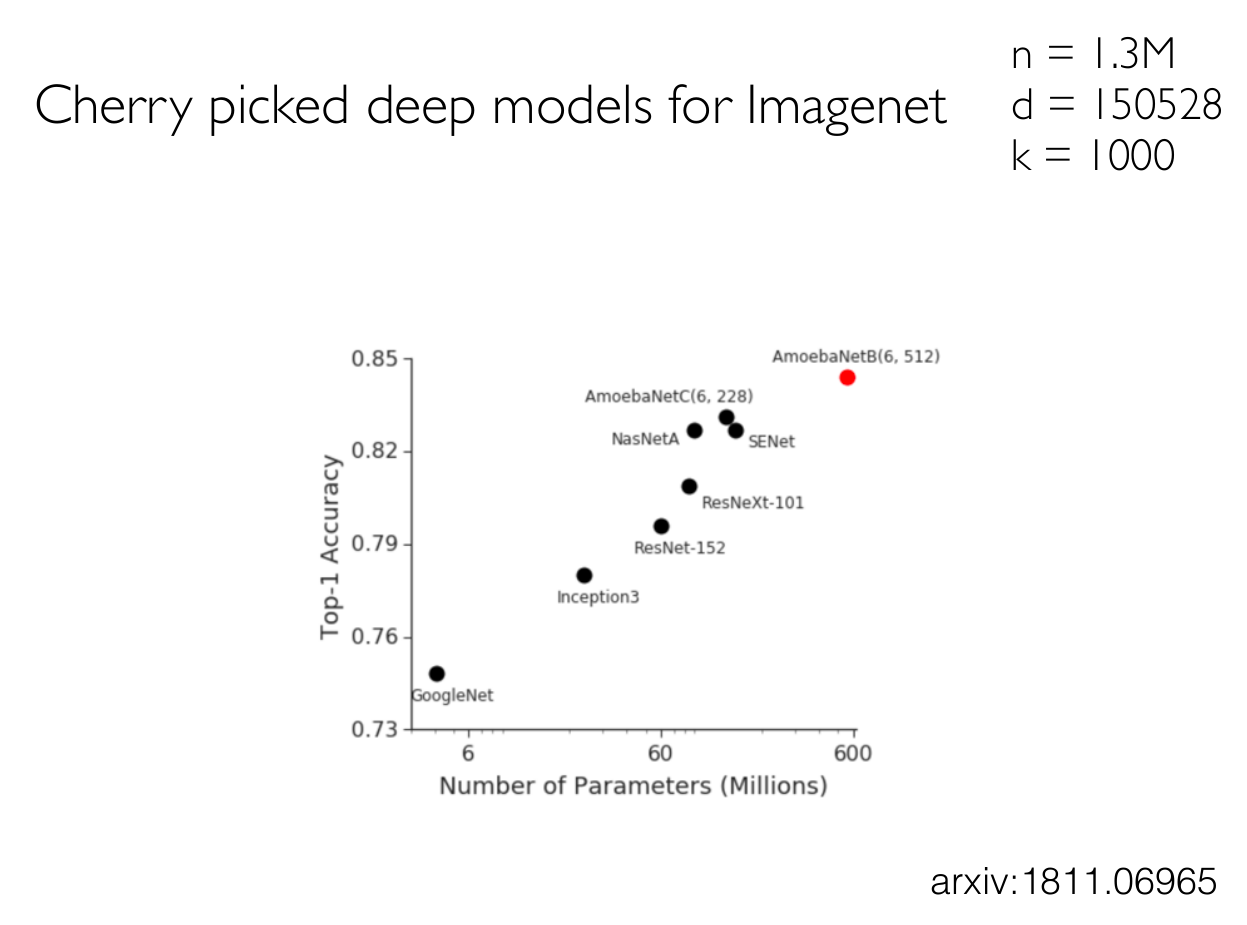 Cherry picked deep models for Imagenet
n = 1.3M
d = 150528
k = 1000
0.85
0.82
0.79
0.76
0.73
Top-1 Accuracy
AmoebaNetB(6, 512)
AmoebaNetC(6, 228)
NasNetA
SENet
ResNeXt-101
ResNet-152
Inception3
GoogleNet
6 60 600
Number of Parameters (Millions)
arxiv:1811.06965